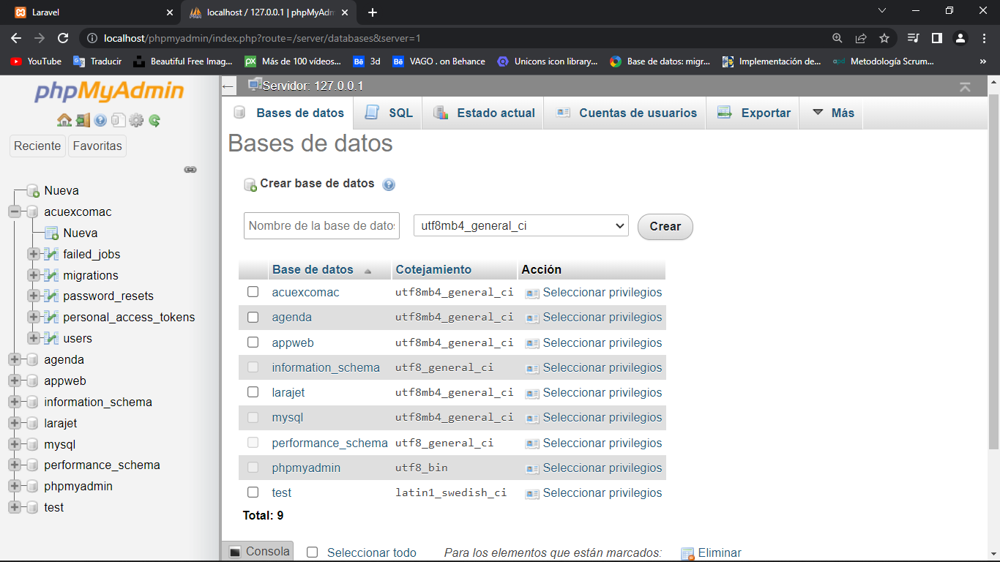 Laravel
localhost / 127.0.0.1 | phpMyAdm
localhost/phpmyadmin/index.php?route=/server/databases&server=1
YouTube Traducir Beautiful Free Imag... Más de 100 vídeos... 3d VAGO . on Behance Unicons icon library... Base de datos: migr... Implementación de... Metodología Scrum... »
phpMyAdmin
Reciente Favoritas
Nueva
acuexcomac
Nueva
failed_jobs
migrations
password_resets
personal_access_tokens
users
agenda
appweb
information_schema
larajet
mysql
performance_schema
phpmyadmin
test
Servidor: 127.0.0.1
Bases de datos SQL Estado actual Cuentas de usuarios Exportar Más
Bases de datos
Crear base de datos
Nombre de la base de datos utf8mb4_general_ci Crear
Base de datos Cotejamiento Acción
acuexcomac utf8mb4_general_ci Seleccionar privilegios
agenda utf8mb4_general_ci Seleccionar privilegios
appweb utf8mb4_general_ci Seleccionar privilegios
information_schema utf8_general_ci Seleccionar privilegios
larajet utf8mb4_general_ci Seleccionar privilegios
mysql utf8mb4_general_ci Seleccionar privilegios
performance_schema utf8_general_ci Seleccionar privilegios
phpmyadmin utf8_bin Seleccionar privilegios
test latin1_swedish_ci Seleccionar privilegios
Total: 9
Consola Seleccionar todo Para los elementos que están marcados: Eliminar